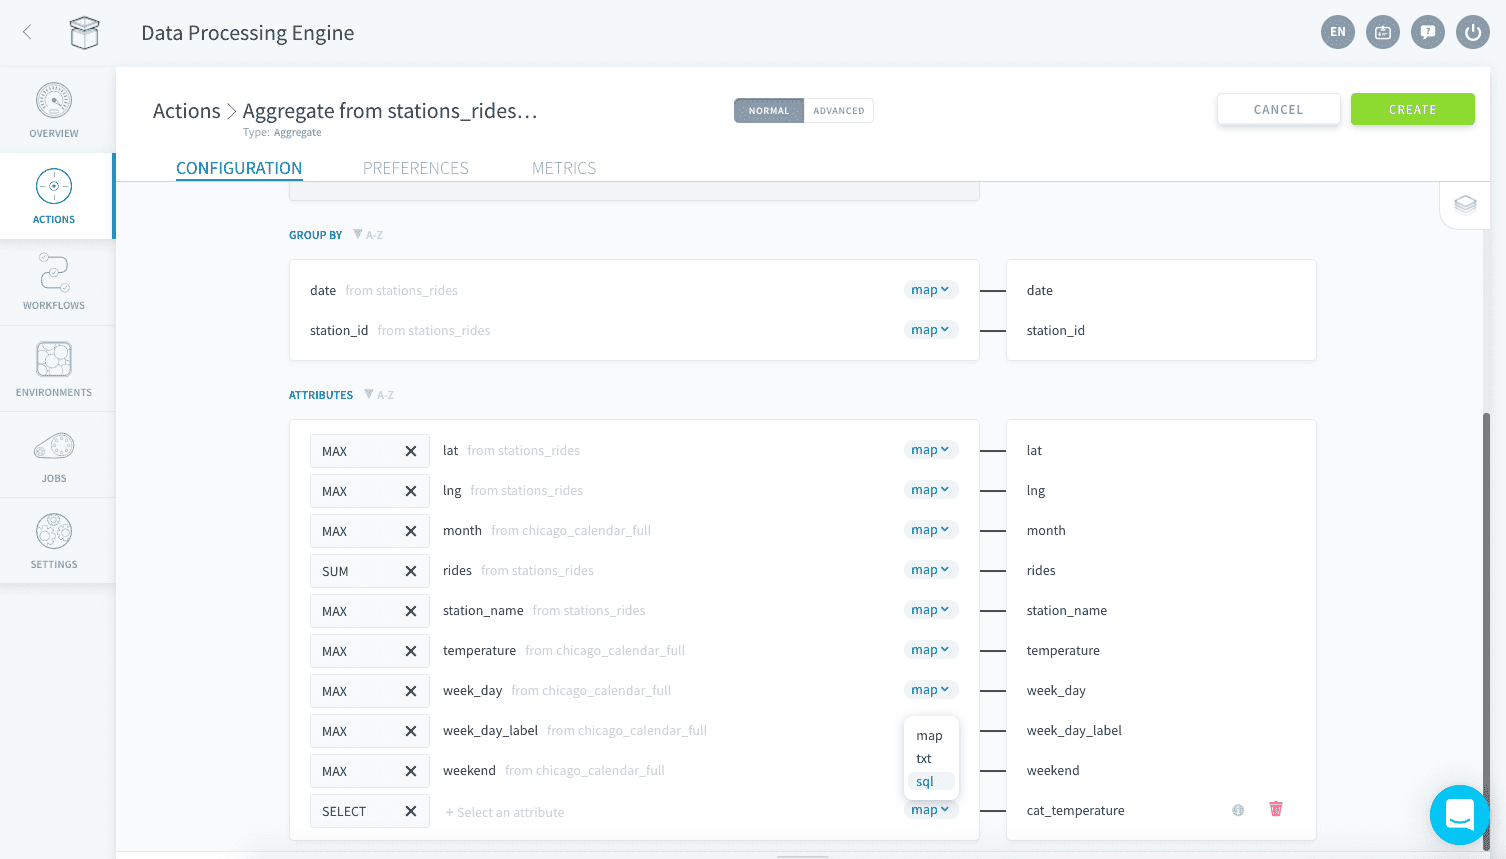 Data Processing Engine
EN
OVERVIEW
ACTIONS
WORKFLOWS
ENVIRONMENTS
JOBS
SETTINGS
Actions > Aggregate from stations_rides...
Type: Aggregate
NORMAL ADVANCED
CANCEL
CREATE
CONFIGURATION PREFERENCES METRICS
GROUP BY A-Z
date from stations_rides map date
station_id from stations_rides map station_id
ATTRIBUTES A-Z
MAX lat from stations_rides map lat
MAX lng from stations_rides map lng
MAX month from chicago_calendar_full map month
SUM rides from stations_rides map rides
MAX station_name from stations_rides map station_name
MAX temperature from chicago_calendar_full map temperature
MAX week_day from chicago_calendar_full map week_day
MAX week_day_label from chicago_calendar_full week_day_label
MAX weekend from chicago_calendar_full weekend
map
txt
sql
SELECT + Select an attribute map cat_temperature